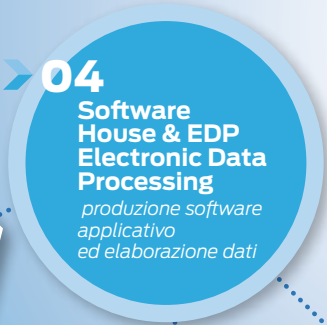 04
Software
House & EDP
Electronic Data
Processing
produzione software
applicativo
ed elaborazione dati